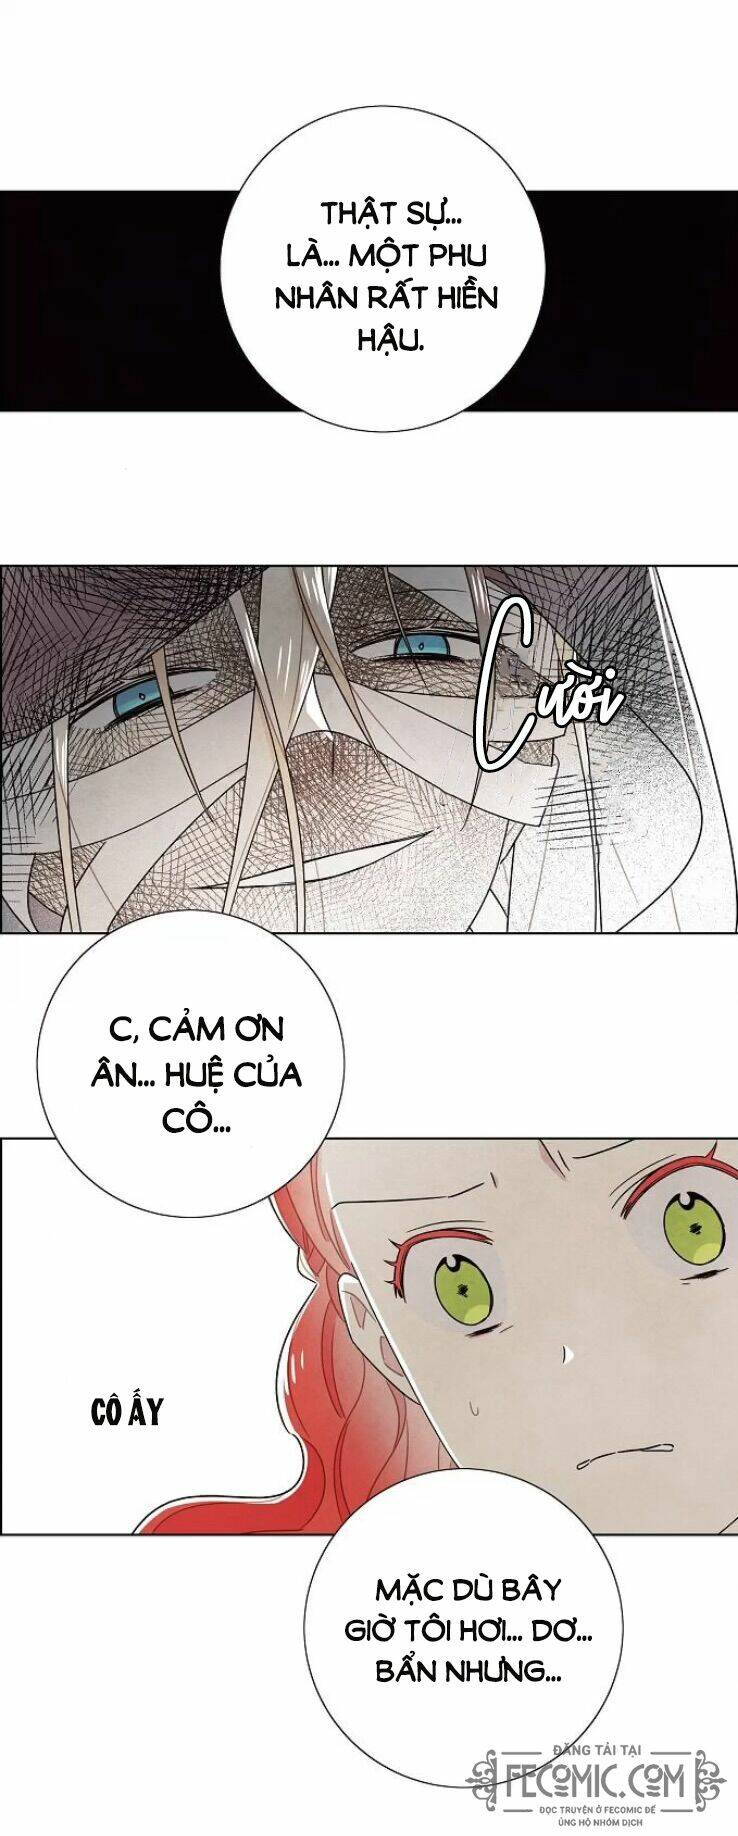 THẬT SỰ...
LÀ... MỘT PHU
NHÂN RẤT HIỀN
HẬU.
Cười
C, CẢM ƠN
ÂN... HUỆ CỦA
CÔ...
CÔ ẤY
MẶC DÙ BÂY
GIỜ TÔI HƠI... DƠ...
BẨN NHƯNG...
ĐĂNG TẢI TẠI
FECOMIC.COM
ĐỌC TRUYỆN Ở FECOMIC ĐỂ
ỦNG HỘ NHÓM DỊCH